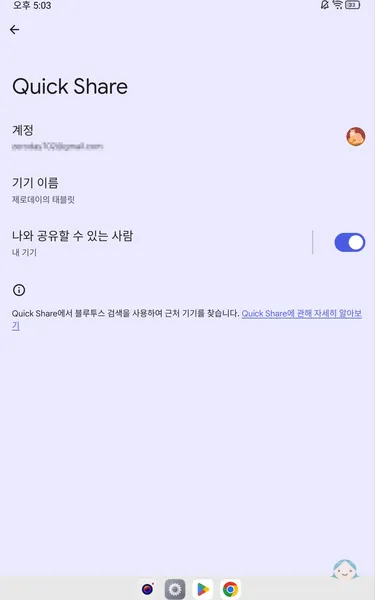 오후 5:03
Quick Share
계정
기기 이름
제로데이의 태블릿
나와 공유할 수 있는 사람
내 기기
Quick Share에서 블루투스 검색을 사용하여 근처 기기를 찾습니다. Quick Share에 관해 자세히 알아보
기